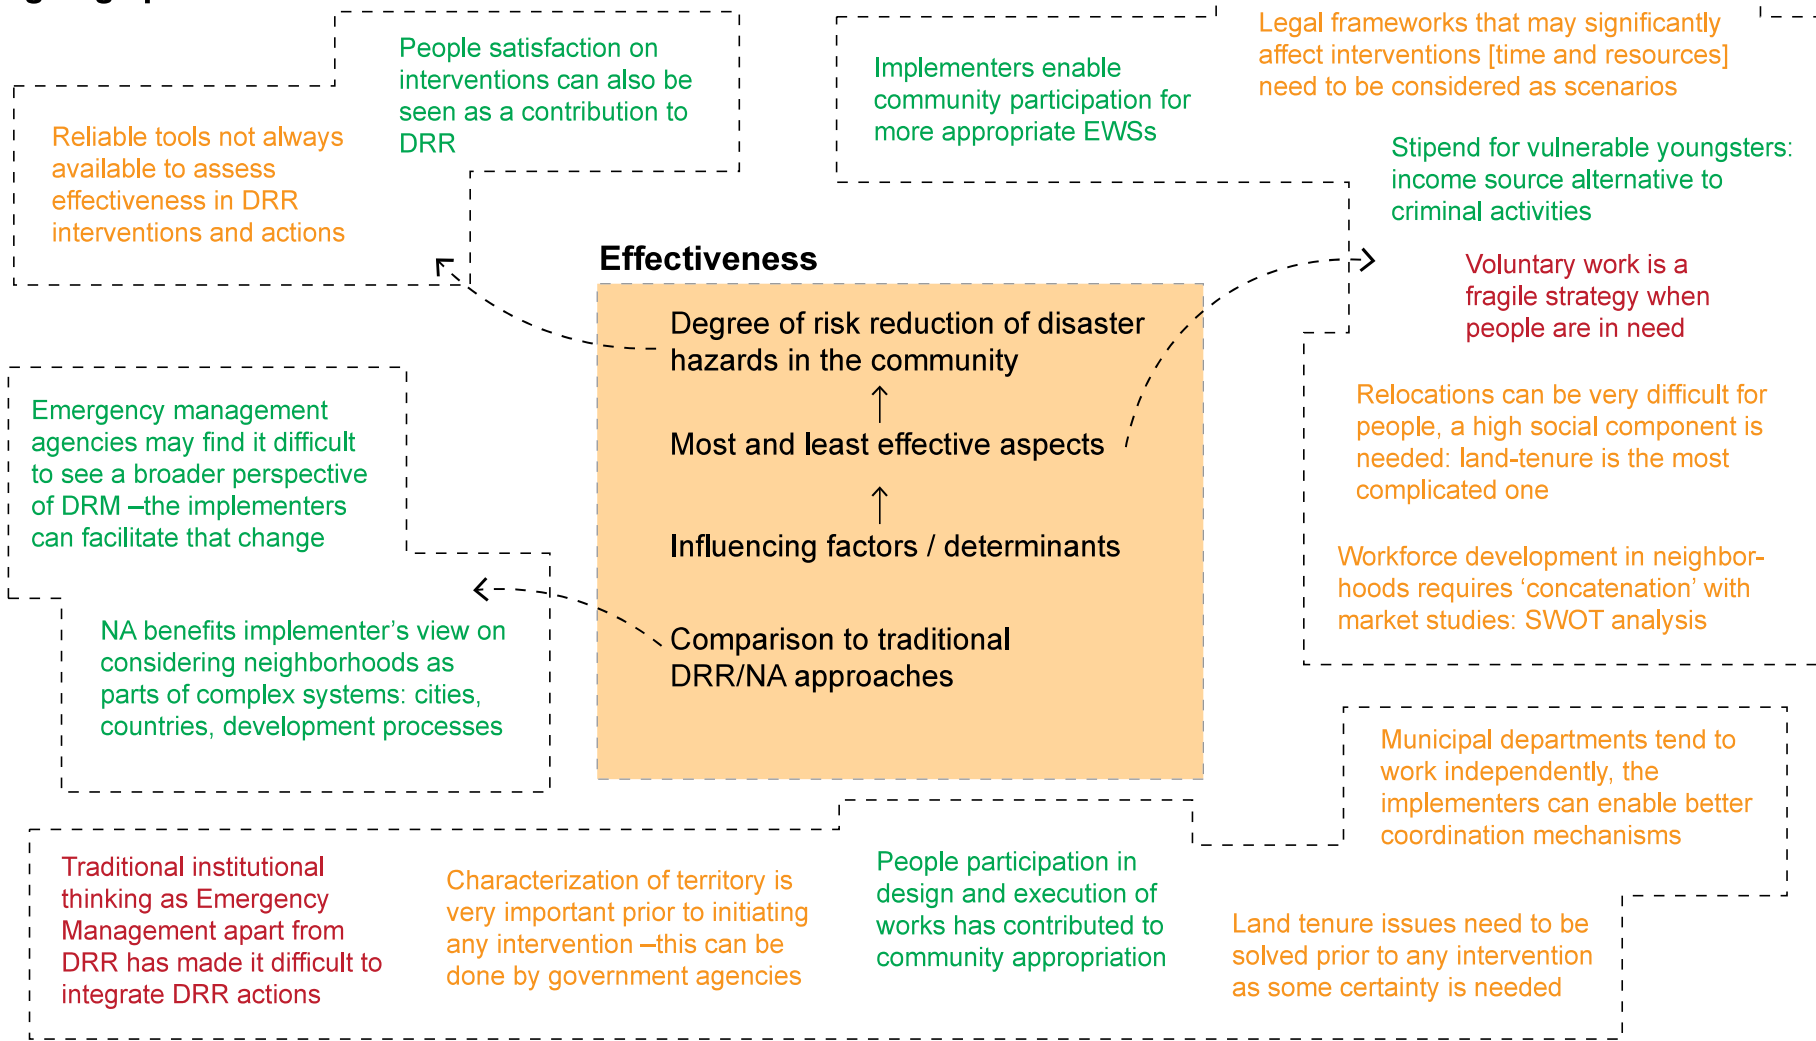 People satisfaction on
interventions can also be
seen as a contribution to
DRR
Reliable tools not always
available to assess
effectiveness in DRR
interventions and actions
Implementers enable
community participation for
more appropriate EWSs
Legal frameworks that may significantly
affect interventions [time and resources]
need to be considered as scenarios
Stipend for vulnerable youngsters:
income source alternative to
criminal activities
Voluntary work is a
fragile strategy when
people are in need
Relocations can be very difficult for
people, a high social component is
needed: land-tenure is the most
complicated one
Workforce development in neighbor-
hoods requires ‘concatenation’ with
market studies: SWOT analysis
Effectiveness
Degree of risk reduction of disaster
hazards in the community
Most and least effective aspects
Influencing factors / determinants
Comparison to traditional
DRR/NA approaches
Emergency management
agencies may find it difficult
to see a broader perspective
of DRM –the implementers
can facilitate that change
NA benefits implementer’s view on
considering neighborhoods as
parts of complex systems: cities,
countries, development processes
Municipal departments tend to
work independently, the
implementers can enable better
coordination mechanisms
Traditional institutional
thinking as Emergency
Management apart from
DRR has made it difficult to
integrate DRR actions
Characterization of territory is
very important prior to initiating
any intervention –this can be
done by government agencies
People participation in
design and execution of
works has contributed to
community appropriation
Land tenure issues need to be
solved prior to any intervention
as some certainty is needed